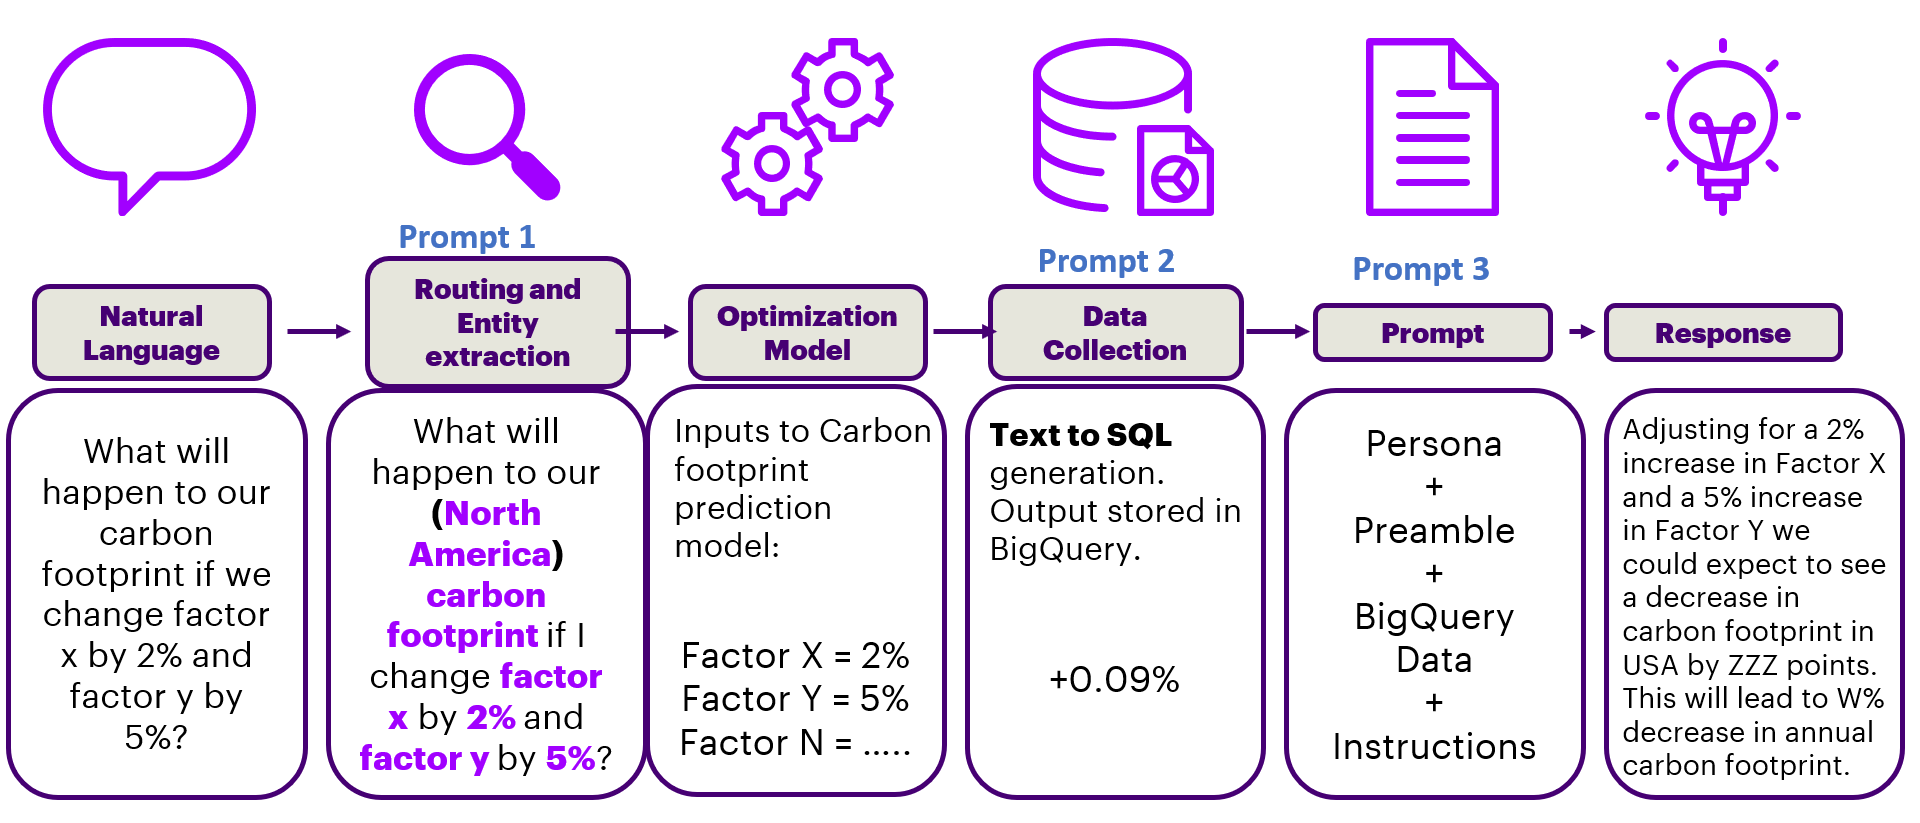 Prompt 1
Prompt 2
Prompt 3
Natural
Language
Routing and
Entity
extraction
Optimization
Model
Data
Collection
Prompt
Response
What will
happen to our
carbon
footprint if we
change factor
x by 2% and
factor y by
5%?
What will
happen to our
(North
America)
carbon
footprint if I
change factor
x by 2% and
factor y by 5%?
Inputs to Carbon
footprint
prediction
model:
Factor X = 2%
Factor Y = 5%
Factor N = .....
Text to SQL
generation.
Output stored in
BigQuery.
+0.09%
Persona
+
Preamble
+
BigQuery
Data
+
Instructions
Adjusting for a 2%
increase in Factor X
and a 5% increase
in Factor Y we
could expect to see
a decrease in
carbon footprint in
USA by ZZZ points.
This will lead to W%
decrease in annual
carbon footprint.